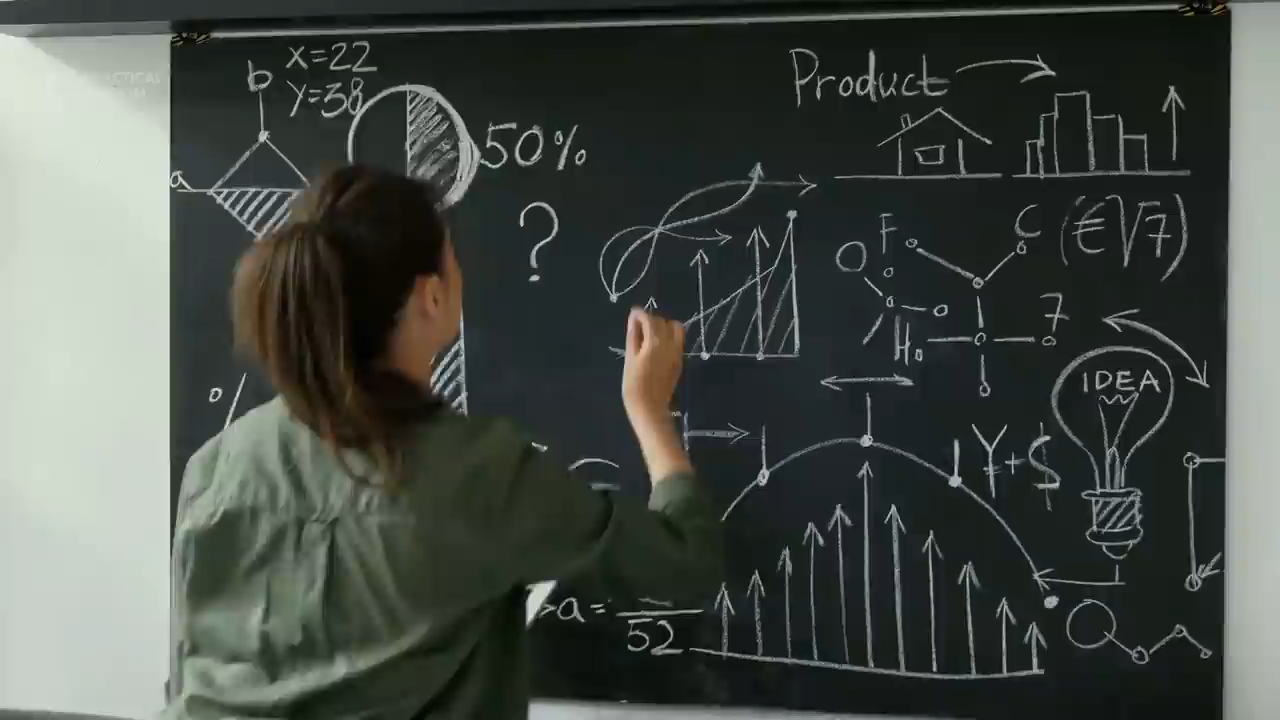 b
X=22
Y=38
a
50%
?
Product
F
C
(€√7)
O
7
H
IDEA
¥+$
a=
52